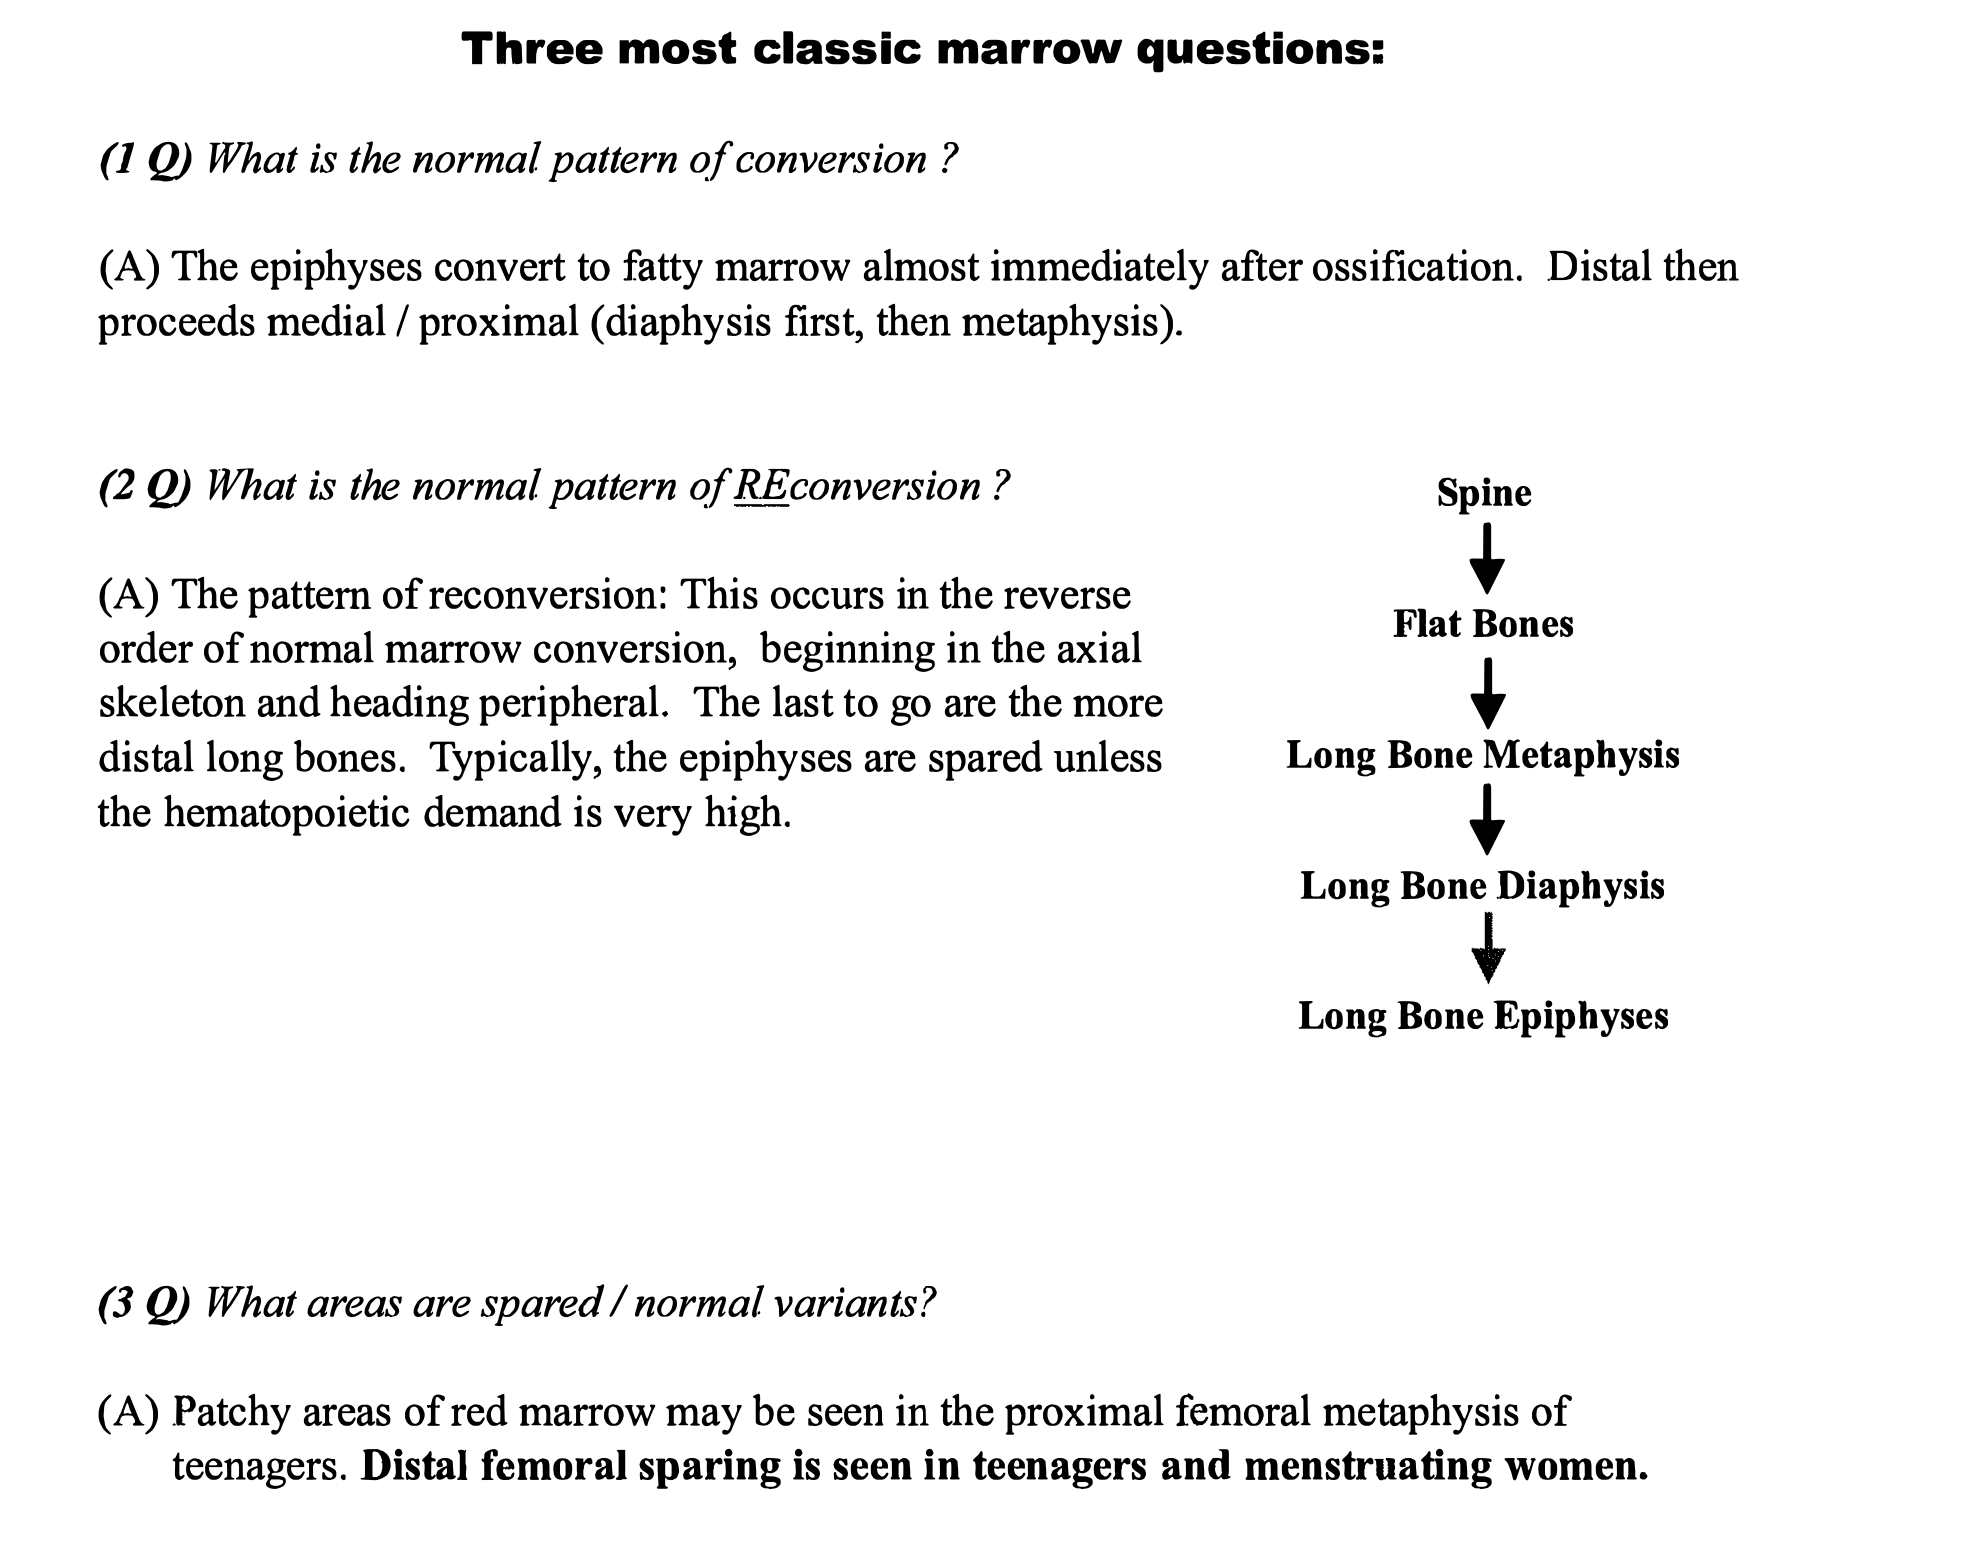 Three most classic marrow questions:
(1 Q) What is the normal pattern of conversion ?
(A) The epiphyses convert to fatty marrow almost immediately after ossification.  Distal then
proceeds medial / proximal (diaphysis first, then metaphysis).
(2 Q) What is the normal pattern of REconversion ?
(A) The pattern of reconversion: This occurs in the reverse
order of normal marrow conversion,  beginning in the axial
skeleton and heading peripheral.  The last to go are the more
distal long bones.  Typically, the epiphyses are spared unless
the hematopoietic demand is very high.
Spine
Flat Bones
Long Bone Metaphysis
Long Bone Diaphysis
Long Bone Epiphyses
(3 Q) What areas are spared / normal variants?
(A) Patchy areas of red marrow may be seen in the proximal femoral metaphysis of
teenagers. Distal femoral sparing is seen in teenagers and menstruating women.